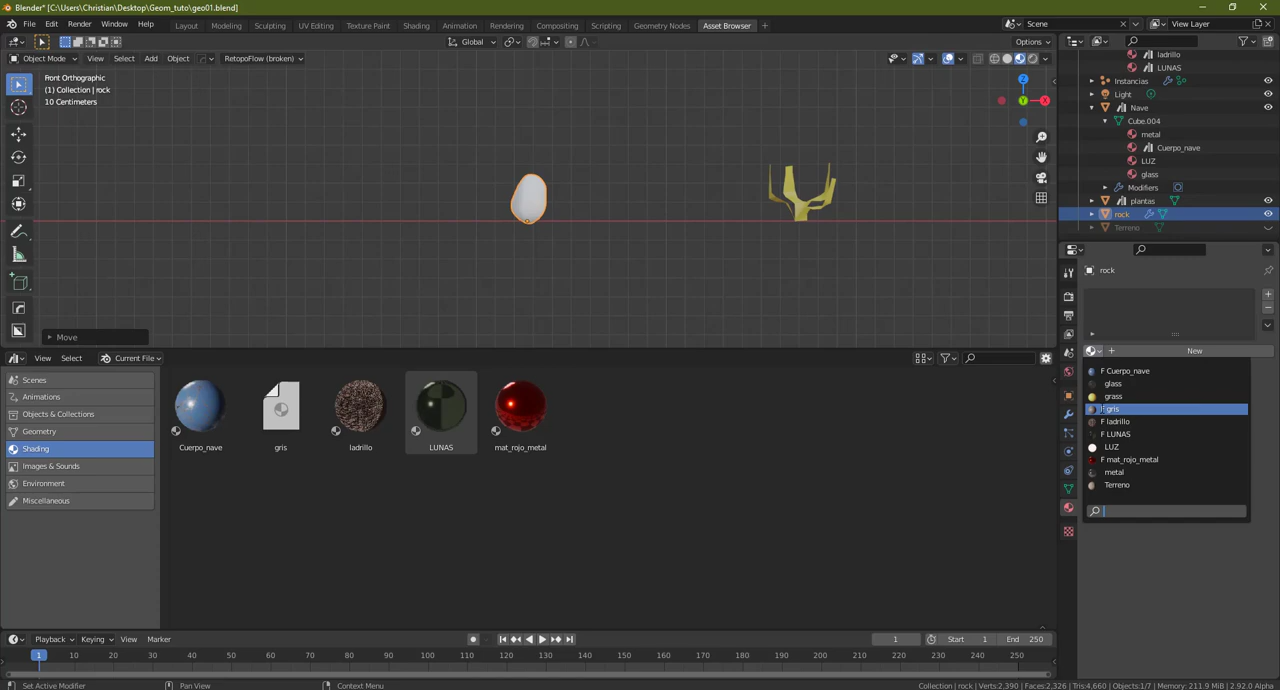 Blender* [C:\Users\Christian\Desktop\Geom_tuto\geo01.blend]
File Edit Render Window Help Layout Modeling Sculpting UV Editing Texture Paint Shading Animation Rendering Compositing Scripting Geometry Nodes Asset Browser + Scene View Layer
Global Options
Object Mode View Select Add Object RetopoFlow (broken)
Front Orthographic
(1) Collection | rock
10 Centimeters
Z
Y
X
Move
ladrillo
LUNAS
Instancias
Light
Nave
Cube.004
metal
Cuerpo_nave
LUZ
glass
Modifiers
plantas
rock
Terreno
rock
New
F Cuerpo_nave
glass
grass
F gris
F ladrillo
F LUNAS
LUZ
F mat_rojo_metal
metal
Terreno
View Select Current File
Scenes
Animations
Objects & Collections
Geometry
Shading
Images & Sounds
Environment
Miscellaneous
Cuerpo_nave gris ladrillo LUNAS mat_rojo_metal
Playback Keying View Marker 1 Start 1 End 250
1 10 20 30 40 50 60 70 80 90 100 110 120 130 140 150 160 170 180 190 200 210 220 230 240 250
Set Active Modifier Pan View Context Menu Collection | rock | Verts:2,390 | Faces:2,326 | Tris:4,660 | Objects:1/7 | Memory: 211.9 MiB | 2.92.0 Alpha